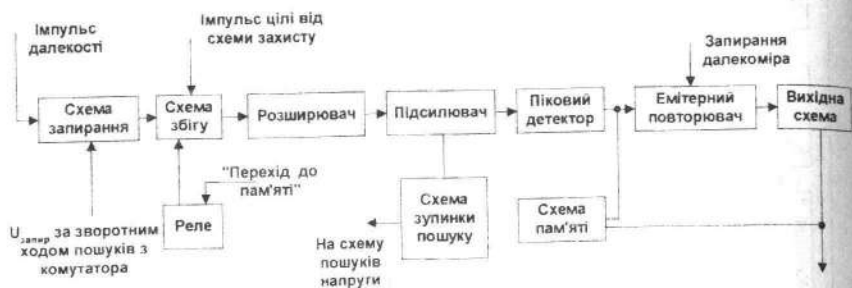 Імпульс
далекості
Імпульс цілі від
схеми захисту
Запирання
далекоміра
Схема
запирання
Схема
збігу
Розширювач
Підсилювач
Піковий
детектор
Емітерний
повторювач
Вихідна
схема
"Перехід до
пам'яті"
Реле
Схема
зупинки
пошуку
Схема
пам'яті
Uзапир за зворотним
ходом пошуків з
комутатора
На схему
пошуків
напруги